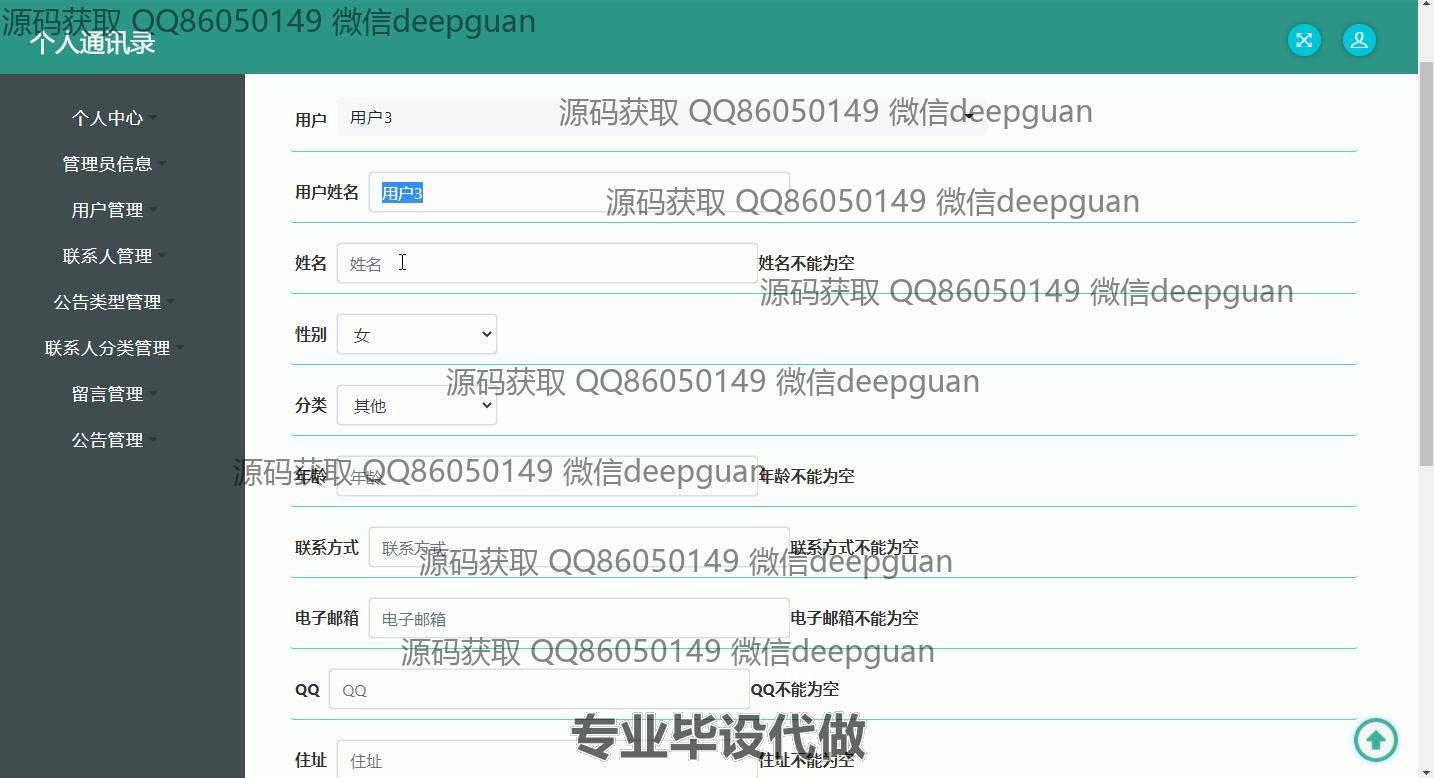 源码获取 QQ86050149 微信deepguan
个人通讯录
个人中心
管理员信息
用户管理
联系人管理
公告类型管理
联系人分类管理
留言管理
公告管理
用户 用户3
源码获取 QQ86050149 微信deepguan
用户姓名 用户3
源码获取 QQ86050149 微信deepguan
姓名 姓名 姓名不能为空
源码获取 QQ86050149 微信deepguan
性别 女
源码获取 QQ86050149 微信deepguan
分类 其他
源码获取 QQ86050149 微信deepguan
年龄 年龄 年龄不能为空
联系方式 联系方式 联系方式不能为空
源码获取 QQ86050149 微信deepguan
电子邮箱 电子邮箱 电子邮箱不能为空
源码获取 QQ86050149 微信deepguan
QQ QQ QQ不能为空
专业毕设代做
住址 住址 住址不能为空